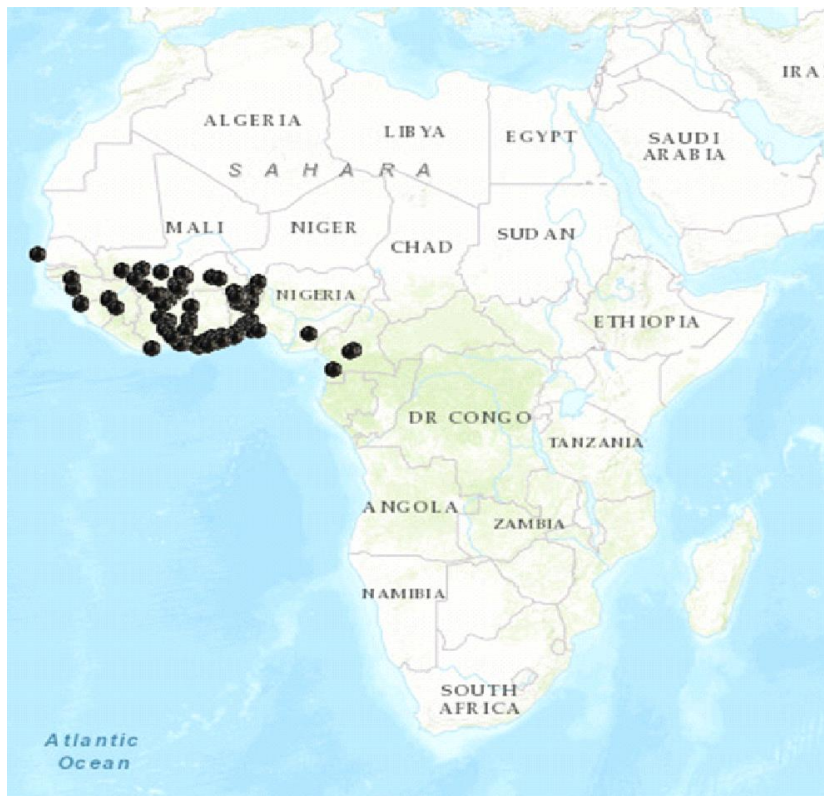 IRA
ALGERIA
LIBYA
EGYPT
SAUDI
ARABIA
SAHARA
MALI
NIGER
CHAD
SUDAN
NIGERIA
ETHIOPIA
DR CONGO
TANZANIA
ANGOLA
ZAMBIA
NAMIBIA
SOUTH
AFRICA
Atlantic
Ocean